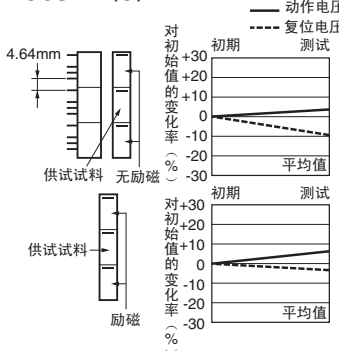 动作电压
复位电压
对初始值的变化率（%）
初期 测试
+30
+20
+10
0
-10
-20
-30
平均值
4.64mm
供试试料 无励磁
对初始值的变化率（%）
初期 测试
+30
+20
+10
0
-10
-20
-30
平均值
供试试料
励磁